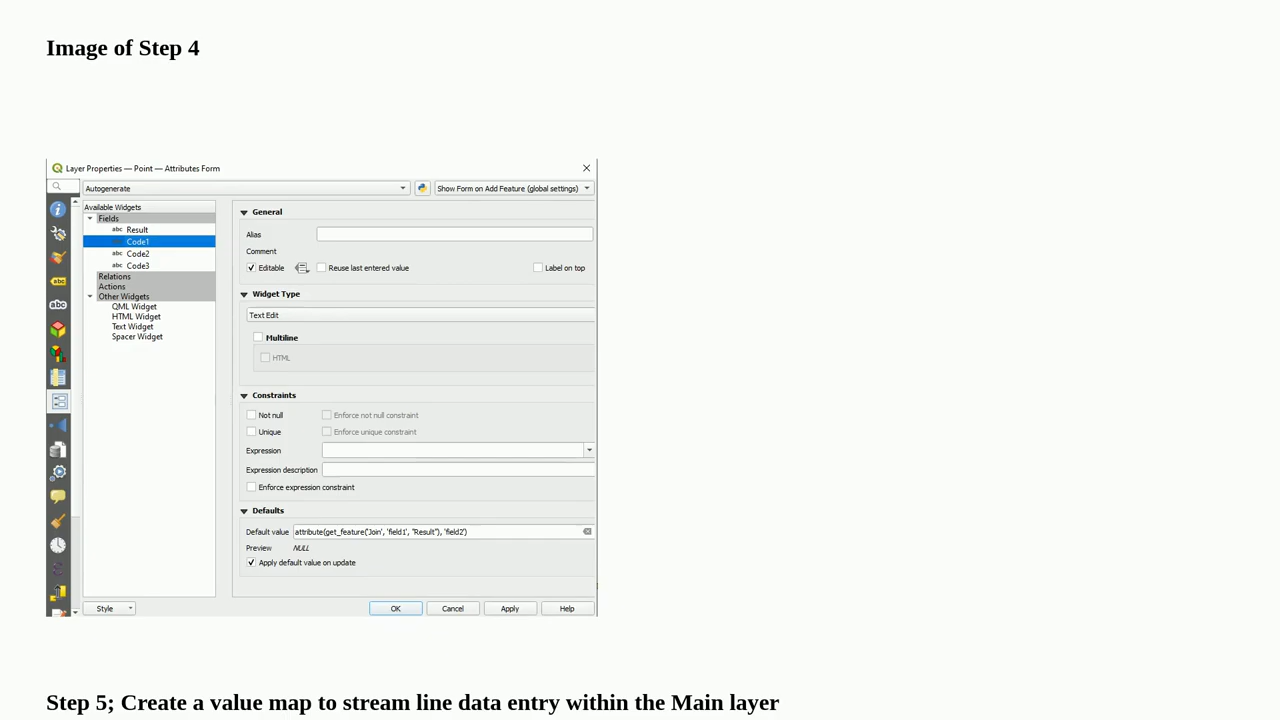 Image of Step 4
Layer Properties — Point — Attributes Form
Autogenerate
Show Form on Add Feature (global settings)
Available Widgets
Fields
abc Result
abc Code1
abc Code2
abc Code3
Relations
Actions
Other Widgets
QML Widget
HTML Widget
Text Widget
Spacer Widget
General
Alias
Comment
Editable
Reuse last entered value
Label on top
Widget Type
Text Edit
Multiline
HTML
Constraints
Not null
Enforce not null constraint
Unique
Enforce unique constraint
Expression
Expression description
Enforce expression constraint
Defaults
Default value attribute(get_feature('Join', 'field1', "Result"), 'field2')
Preview NULL
Apply default value on update
Style
OK
Cancel
Apply
Help
Step 5; Create a value map to stream line data entry within the Main layer